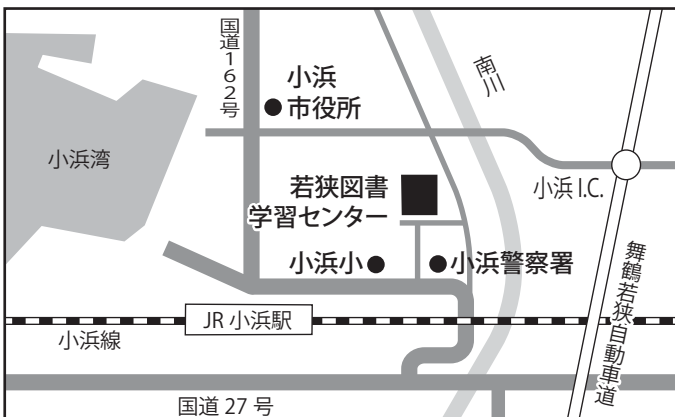 国道162号
小浜
市役所
南川
小浜湾
小浜 I.C.
若狭図書
学習センター
小浜小
小浜警察署
舞鶴若狭自動車道
JR 小浜駅
小浜線
国道 27 号